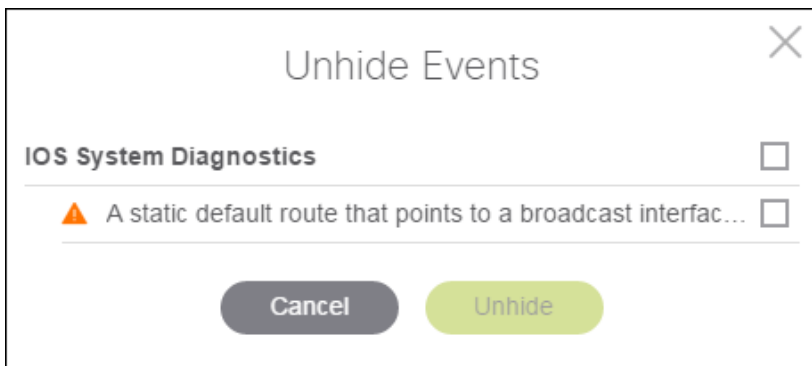 Unhide Events
IOS System Diagnostics
A static default route that points to a broadcast interfac...
Cancel
Unhide